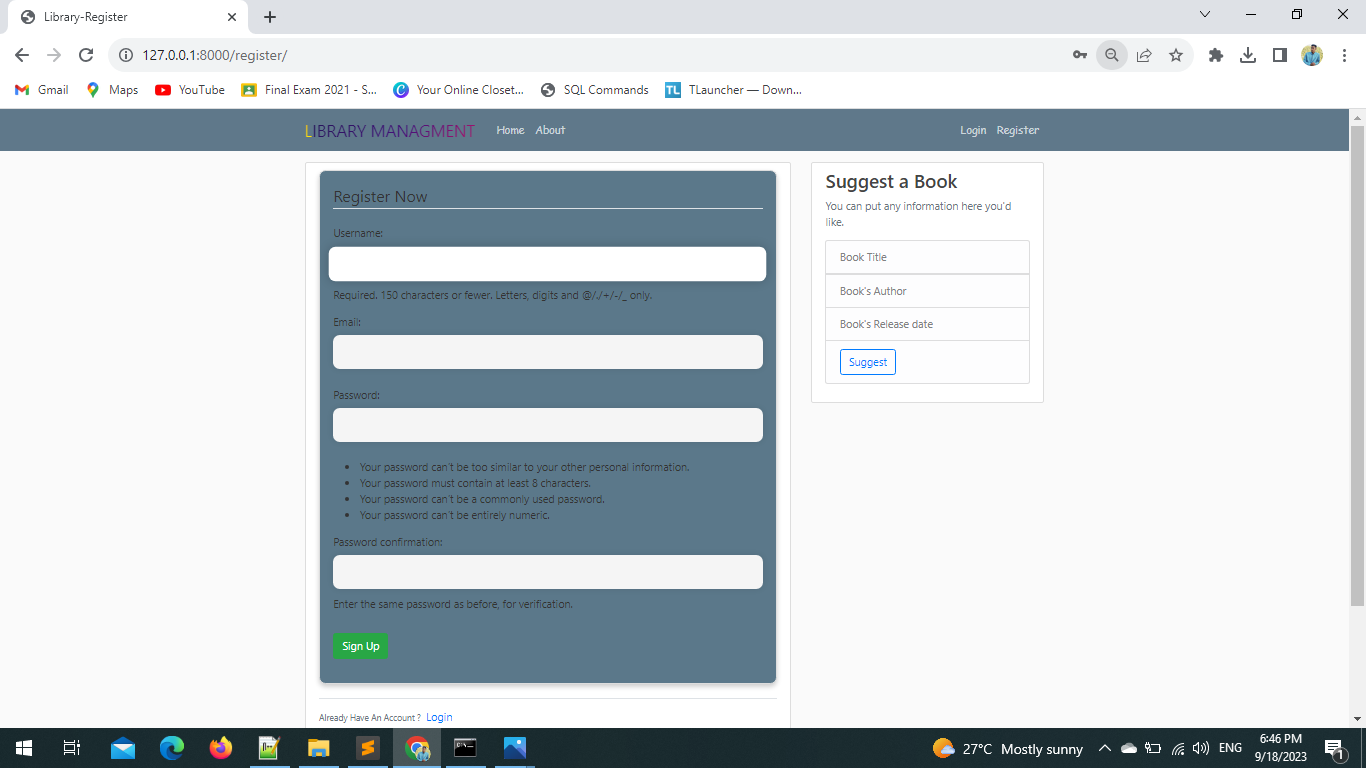 Library-Register
127.0.0.1:8000/register/
Gmail Maps YouTube Final Exam 2021 - S... Your Online Closet... SQL Commands TL TLauncher — Down...
LIBRARY MANAGMENT Home About Login Register
Register Now
Username:
Required. 150 characters or fewer. Letters, digits and @/./+/-/_ only.
Email:
Password:
• Your password can't be too similar to your other personal information.
• Your password must contain at least 8 characters.
• Your password can't be a commonly used password.
• Your password can't be entirely numeric.
Password confirmation:
Enter the same password as before, for verification.
Sign Up
Already Have An Account ? Login
Suggest a Book
You can put any information here you'd
like.
Book Title
Book's Author
Book's Release date
Suggest
27°C Mostly sunny ENG 6:46 PM
9/18/2023
1